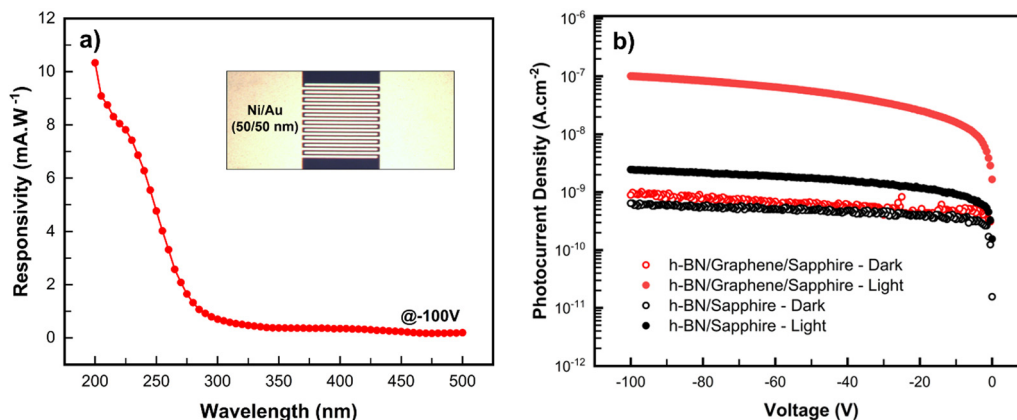 a)
Responsivity (mA.W⁻¹)
12
10
8
6
4
2
0
Ni/Au
(50/50 nm)
@-100V
200 250 300 350 400 450 500
Wavelength (nm)
b)
Photocurrent Density (A.cm⁻²)
10⁻⁶
10⁻⁷
10⁻⁸
10⁻⁹
10⁻¹⁰
10⁻¹¹
10⁻¹²
h-BN/Graphene/Sapphire - Dark
h-BN/Graphene/Sapphire - Light
h-BN/Sapphire - Dark
h-BN/Sapphire - Light
-100 -80 -60 -40 -20 0
Voltage (V)